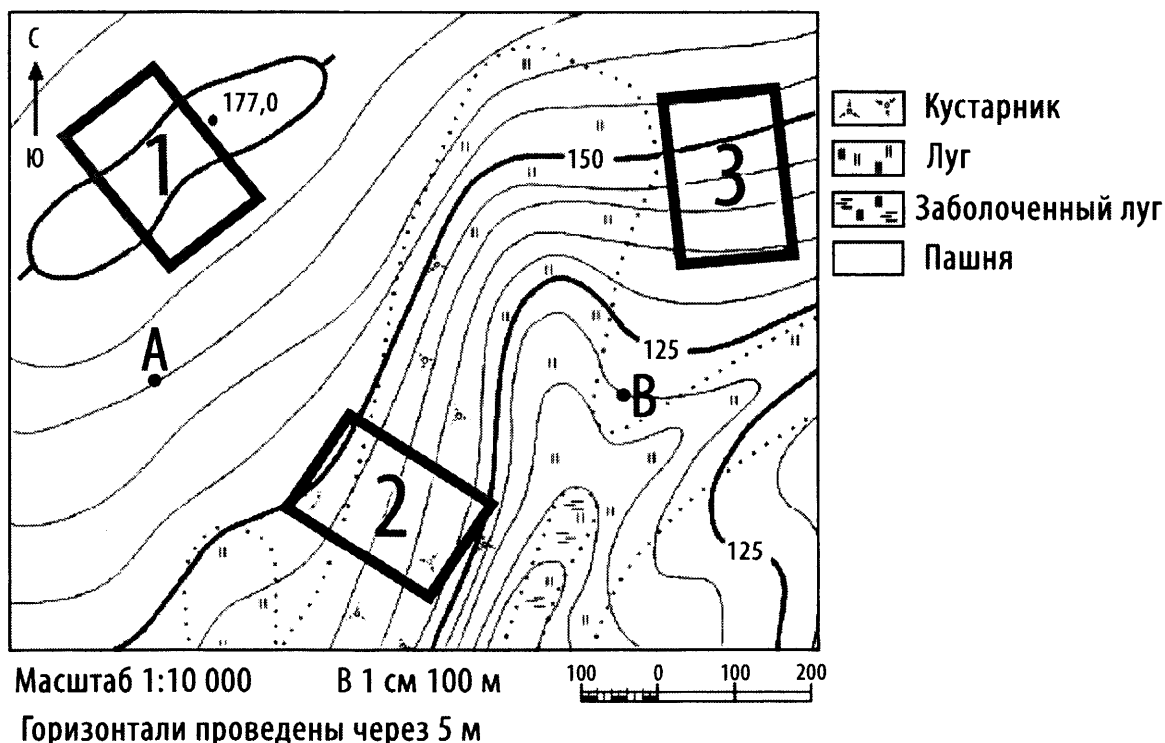 С
Ю
177,0
1
150
3
А
125
В
2
125
Кустарник
Луг
Заболоченный луг
Пашня
Масштаб 1:10 000 В 1 см 100 м
100 0 100 200
Горизонтали проведены через 5 м